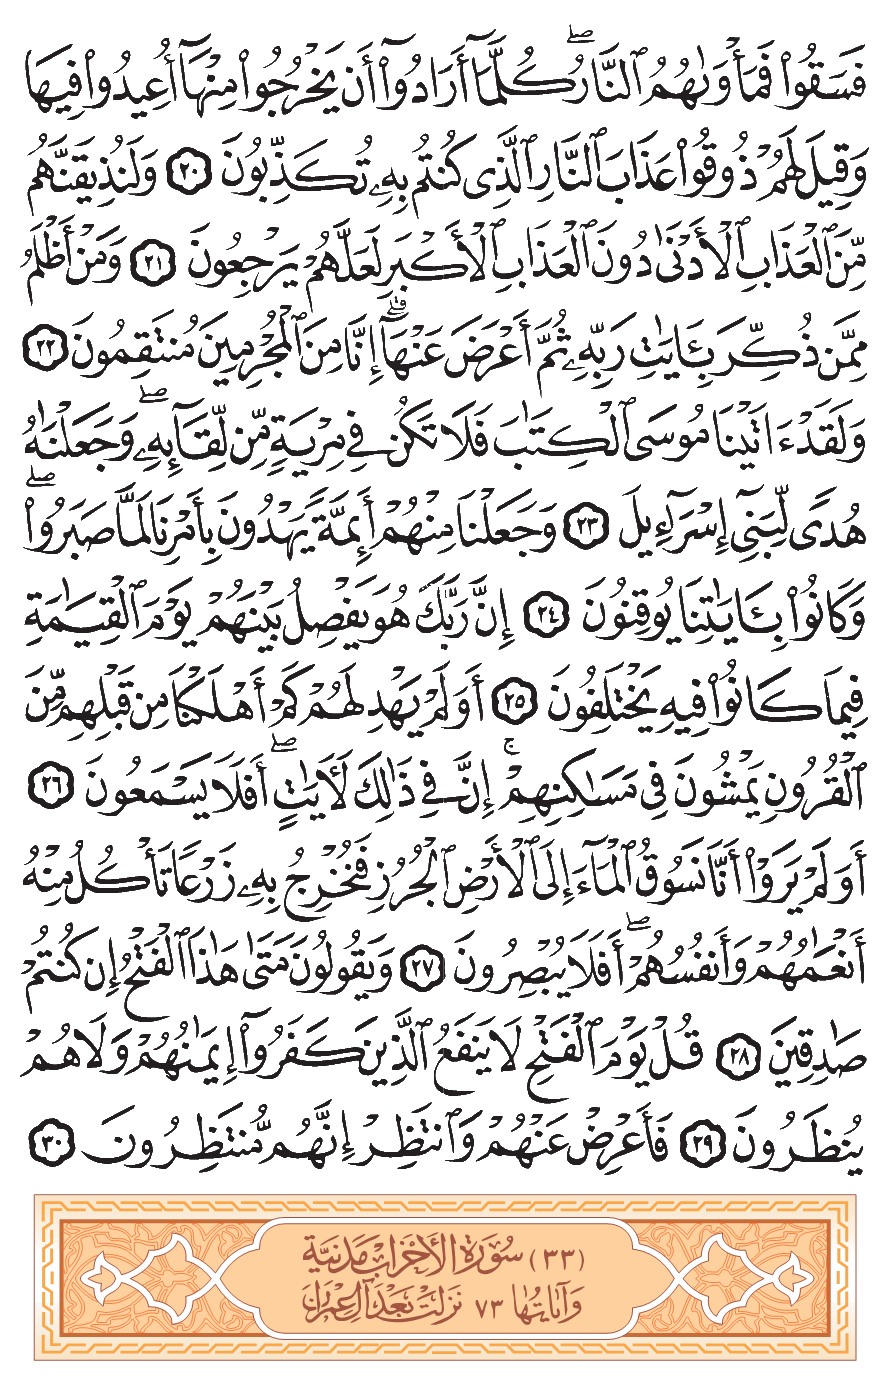 فَسَقُوا۟ فَمَأْوَىٰهُمُ ٱلنَّارُ ۖ كُلَّمَآ أَرَادُوٓا۟ أَن يَخْرُجُوا۟ مِنْهَآ أُعِيدُوا۟ فِيهَا
وَقِيلَ لَهُمْ ذُوقُوا۟ عَذَابَ ٱلنَّارِ ٱلَّذِى كُنتُم بِهِۦ تُكَذِّبُونَ ٢٠ وَلَنُذِيقَنَّهُم
مِّنَ ٱلْعَذَابِ ٱلْأَدْنَىٰ دُونَ ٱلْعَذَابِ ٱلْأَكْبَرِ لَعَلَّهُمْ يَرْجِعُونَ ٢١ وَمَنْ أَظْلَمُ
مِمَّن ذُكِّرَ بِـَٔايَـٰتِ رَبِّهِۦ ثُمَّ أَعْرَضَ عَنْهَآ ۚ إِنَّا مِنَ ٱلْمُجْرِمِينَ مُنتَقِمُونَ ٢٢
وَلَقَدْ ءَاتَيْنَا مُوسَى ٱلْكِتَـٰبَ فَلَا تَكُن فِى مِرْيَةٍ مِّن لِّقَآئِهِۦ ۖ وَجَعَلْنَـٰهُ
هُدًى لِّبَنِىٓ إِسْرَٰٓءِيلَ ٢٣ وَجَعَلْنَا مِنْهُمْ أَئِمَّةً يَهْدُونَ بِأَمْرِنَا لَمَّا صَبَرُوا۟ ۖ
وَكَانُوا۟ بِـَٔايَـٰتِنَا يُوقِنُونَ ٢٤ إِنَّ رَبَّكَ هُوَ يَفْصِلُ بَيْنَهُمْ يَوْمَ ٱلْقِيَـٰمَةِ
فِيمَا كَانُوا۟ فِيهِ يَخْتَلِفُونَ ٢٥ أَوَلَمْ يَهْدِ لَهُمْ كَمْ أَهْلَكْنَا مِن قَبْلِهِم مِّنَ
ٱلْقُرُونِ يَمْشُونَ فِى مَسَـٰكِنِهِمْ ۚ إِنَّ فِى ذَٰلِكَ لَـَٔايَـٰتٍ ۖ أَفَلَا يَسْمَعُونَ ٢٦
أَوَلَمْ يَرَوْا۟ أَنَّا نَسُوقُ ٱلْمَآءَ إِلَى ٱلْأَرْضِ ٱلْجُرُزِ فَنُخْرِجُ بِهِۦ زَرْعًا تَأْكُلُ مِنْهُ
أَنْعَـٰمُهُمْ وَأَنفُسُهُمْ ۖ أَفَلَا يُبْصِرُونَ ٢٧ وَيَقُولُونَ مَتَىٰ هَـٰذَا ٱلْفَتْحُ إِن كُنتُمْ
صَـٰدِقِينَ ٢٨ قُلْ يَوْمَ ٱلْفَتْحِ لَا يَنفَعُ ٱلَّذِينَ كَفَرُوٓا۟ إِيمَـٰنُهُمْ وَلَا هُمْ
يُنظَرُونَ ٢٩ فَأَعْرِضْ عَنْهُمْ وَٱنتَظِرْ إِنَّهُم مُّنتَظِرُونَ ٣٠
(٣٣) سُورَةُ الأَحْزَابِ مَدَنِيَّة
وَآيَاتُهَا ٧٣ نَزَلَتْ بَعْدَ آلِ عِمْرَان